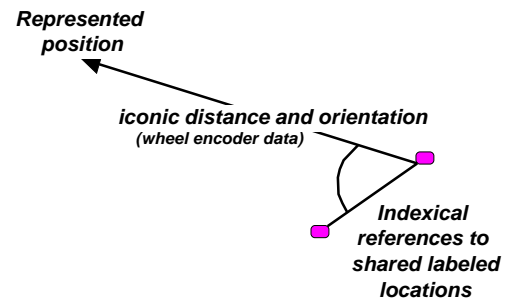 Represented
position
iconic distance and orientation
(wheel encoder data)
Indexical
references to
shared labeled
locations